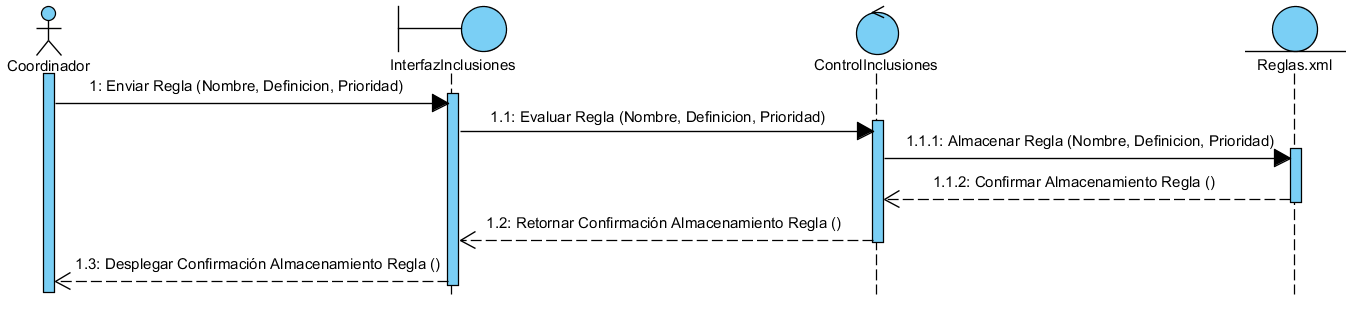 Coordinador
InterfazInclusiones
ControlInclusiones
Reglas.xml
1: Enviar Regla (Nombre, Definicion, Prioridad)
1.1: Evaluar Regla (Nombre, Definicion, Prioridad)
1.1.1: Almacenar Regla (Nombre, Definicion, Prioridad)
1.1.2: Confirmar Almacenamiento Regla ()
1.2: Retornar Confirmación Almacenamiento Regla ()
1.3: Desplegar Confirmación Almacenamiento Regla ()